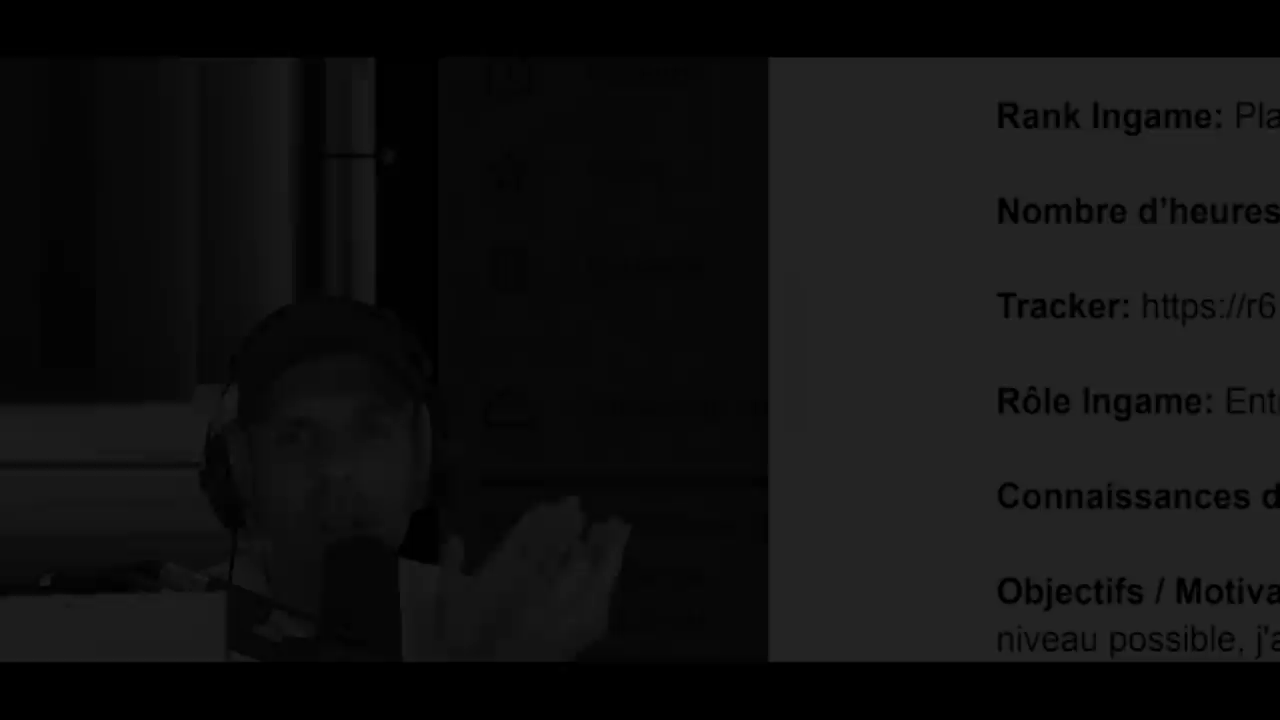 Rank Ingame: Pla
Nombre d’heures
Tracker: https://r6
Rôle Ingame: Ent
Connaissances d
Objectifs / Motiva
niveau possible, j'a